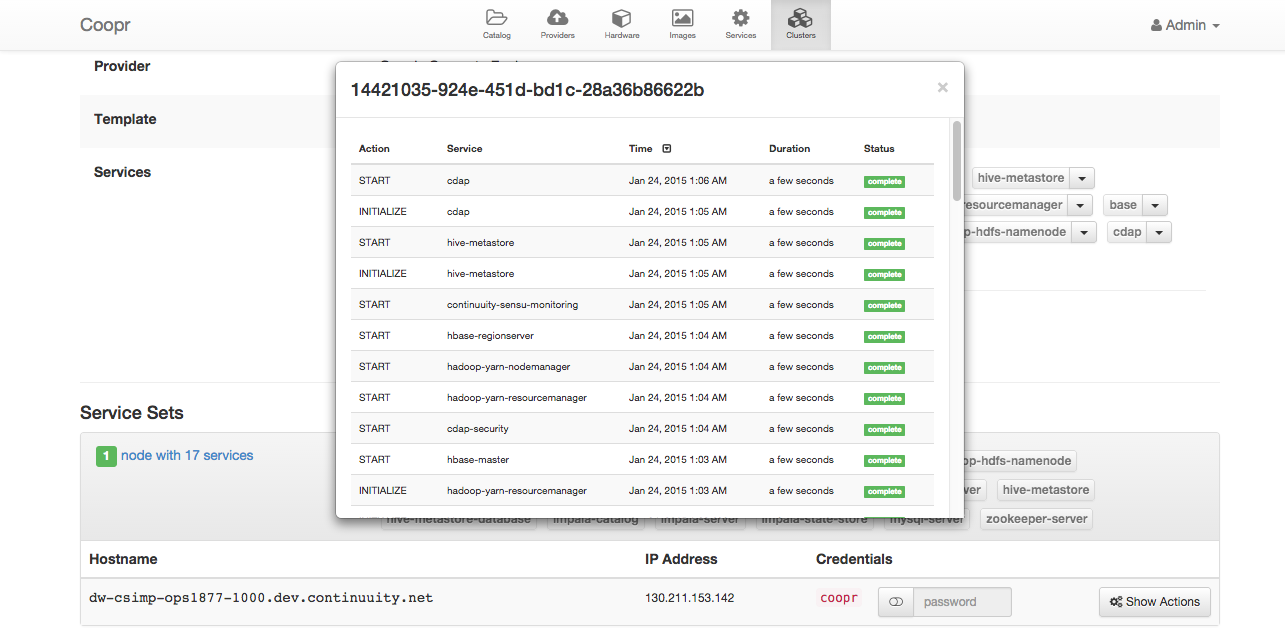 Coopr
Catalog Providers Hardware Images Services Clusters
Admin
Provider
14421035-924e-451d-bd1c-28a36b86622b ×
Template
Action Service Time Duration Status
Services
hive-metastore
START cdap Jan 24, 2015 1:06 AM a few seconds complete
base
INITIALIZE cdap Jan 24, 2015 1:05 AM a few seconds complete
p-hdfs-namenode cdap
START hive-metastore Jan 24, 2015 1:05 AM a few seconds complete
INITIALIZE hive-metastore Jan 24, 2015 1:05 AM a few seconds complete
START continuuity-sensu-monitoring Jan 24, 2015 1:05 AM a few seconds complete
START hbase-regionserver Jan 24, 2015 1:04 AM a few seconds complete
START hadoop-yarn-nodemanager Jan 24, 2015 1:04 AM a few seconds complete
START hadoop-yarn-resourcemanager Jan 24, 2015 1:04 AM a few seconds complete
Service Sets
START cdap-security Jan 24, 2015 1:04 AM a few seconds complete
1 node with 17 services
START hbase-master Jan 24, 2015 1:03 AM a few seconds complete
op-hdfs-namenode
INITIALIZE hadoop-yarn-resourcemanager Jan 24, 2015 1:03 AM a few seconds complete
ver hive-metastore
hive-metastore-database impala-catalog impala-server impala-state-store mysql-server zookeeper-server
Hostname IP Address Credentials
dw-csimp-ops1877-1000.dev.continuuity.net 130.211.153.142 coopr password Show Actions